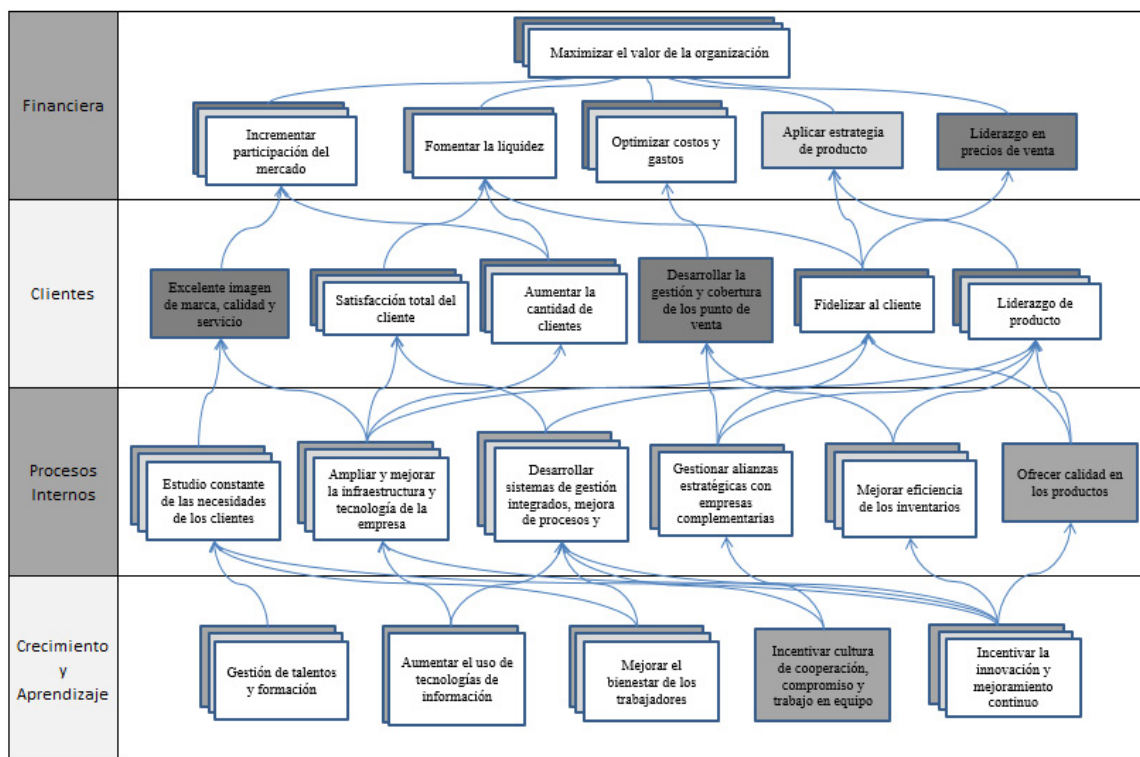 Financiera
Maximizar el valor de la organización
Incrementar
participación del
mercado
Fomentar la liquidez
Optimizar costos y
gastos
Aplicar estrategia
de producto
Liderazgo en
precios de venta
Clientes
Excelente imagen
de marca, calidad y
servicio
Satisfacción total del
cliente
Aumentar la
cantidad de
clientes
Desarrollar la
gestión y cobertura
de los punto de
venta
Fidelizar al cliente
Liderazgo de
producto
Procesos
Internos
Estudio constante
de las necesidades
de los clientes
Ampliar y mejorar
la infraestructura y
tecnología de la
empresa
Desarrollar
sistemas de gestión
integrados, mejora
de procesos y
Gestionar alianzas
estratégicas con
empresas
complementarias
Mejorar eficiencia
de los inventarios
Ofrecer calidad en
los productos
Crecimiento
y
Aprendizaje
Gestión de talentos
y formación
Aumentar el uso de
tecnologías de
información
Mejorar el
bienestar de los
trabajadores
Incentivar cultura
de cooperación,
compromiso y
trabajo en equipo
Incentivar la
innovación y
mejoramiento
continuo